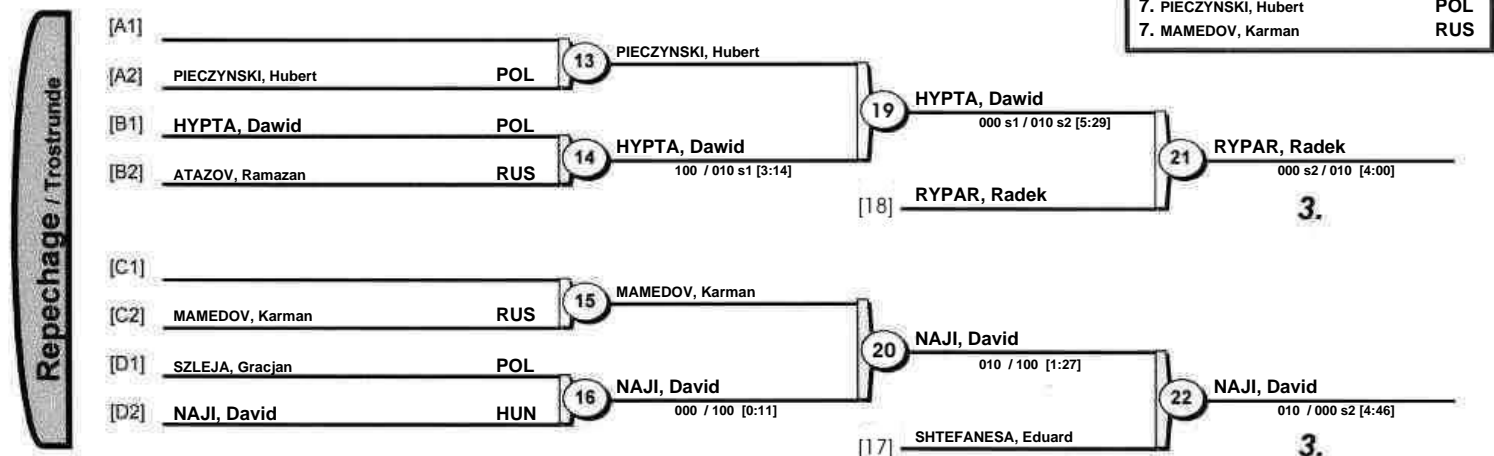 7. PIECZYNSKI, Hubert POL
7. MAMEDOV, Karman RUS
Repechage / Trostrunde
[A1]
[A2] PIECZYNSKI, Hubert POL
13 PIECZYNSKI, Hubert
[B1] HYPTA, Dawid POL
[B2] ATAZOV, Ramazan RUS
14 HYPTA, Dawid
100 / 010 s1 [3:14]
19 HYPTA, Dawid
000 s1 / 010 s2 [5:29]
[18] RYPAR, Radek
21 RYPAR, Radek
000 s2 / 010 [4:00]
3.
[C1]
[C2] MAMEDOV, Karman RUS
15 MAMEDOV, Karman
[D1] SZLEJA, Gracjan POL
[D2] NAJI, David HUN
16 NAJI, David
000 / 100 [0:11]
20 NAJI, David
010 / 100 [1:27]
[17] SHTEFANESA, Eduard
22 NAJI, David
010 / 000 s2 [4:46]
3.